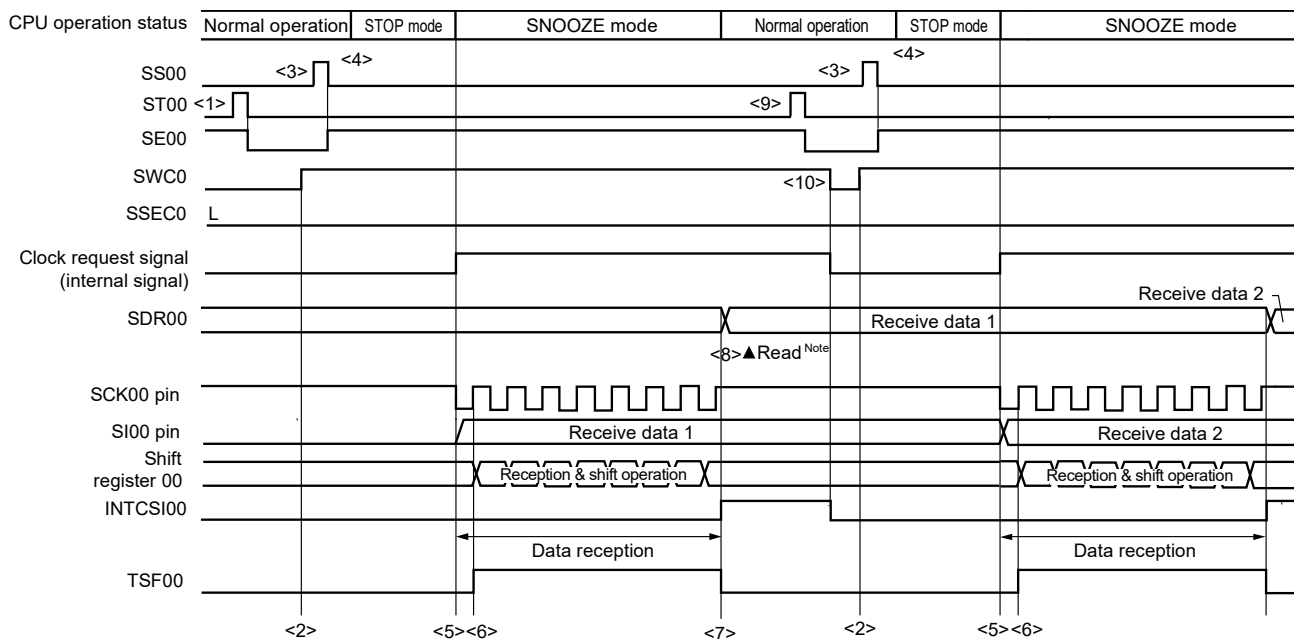 CPU operation status Normal operation STOP mode SNOOZE mode Normal operation STOP mode SNOOZE mode
<3> <4> <3> <4>
SS00
ST00 <1> <9>
SE00
SWC0 <10>
SSEC0 L
Clock request signal
(internal signal)
Receive data 2
SDR00 Receive data 1
<8>▲Read Note
SCK00 pin
SI00 pin Receive data 1 Receive data 2
Shift
register 00 Reception & shift operation Reception & shift operation
INTCSI00
Data reception Data reception
TSF00
<2> <5><6> <7> <2> <5><6>